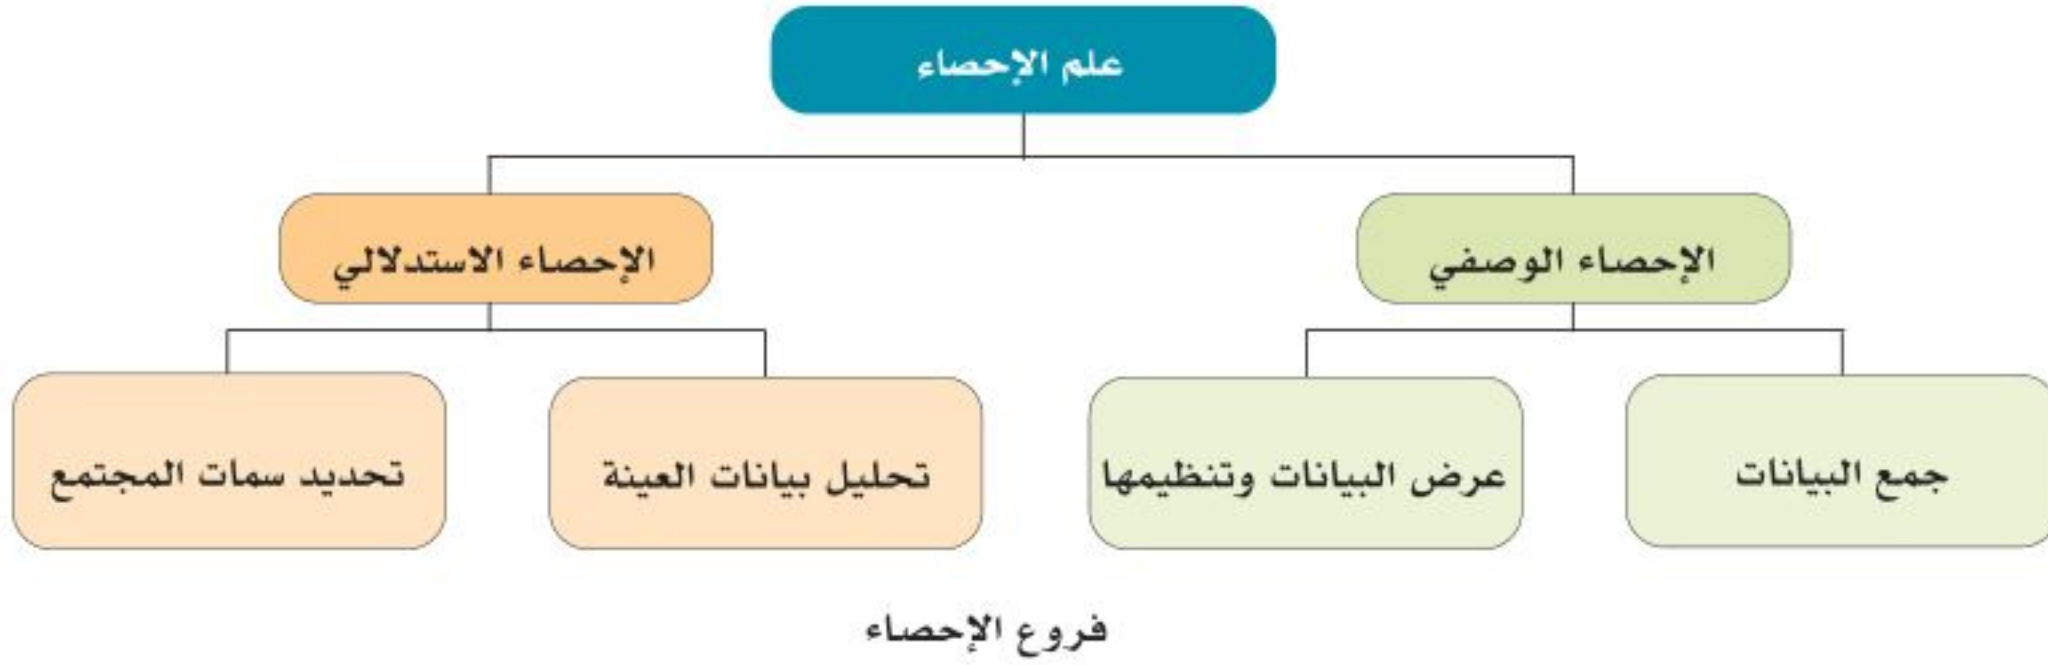 علم الإحصاء
الإحصاء الوصفي
الإحصاء الاستدلالي
جمع البيانات
عرض البيانات وتنظيمها
تحليل بيانات العينة
تحديد سمات المجتمع
فروع الإحصاء